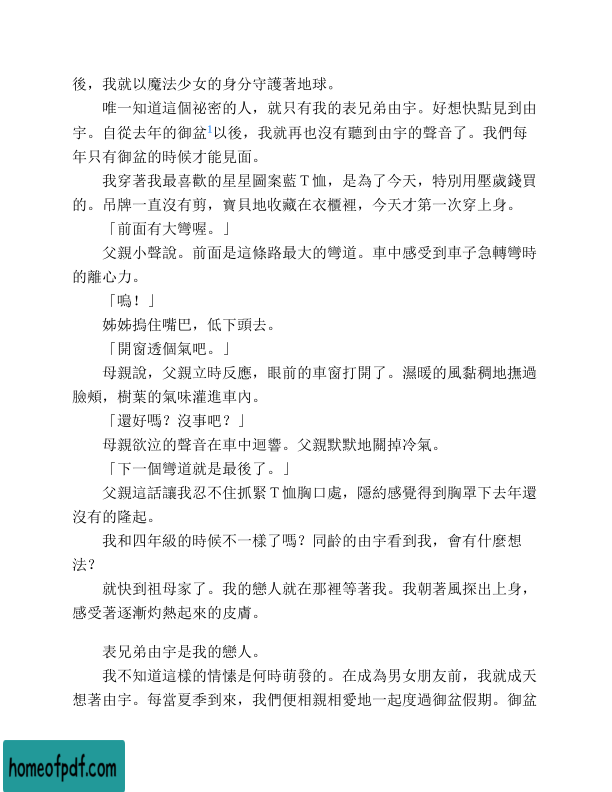 後，我就以魔法少女的身分守護著地球。
唯一知道這個祕密的人，就只有我的表兄弟由宇。好想快點見到由
宇。自從去年的御盆1以後，我就再也沒有聽到由宇的聲音了。我們每
年只有御盆的時候才能見面。
我穿著我最喜歡的星星圖案藍Ｔ恤，是為了今天，特別用壓歲錢買
的。吊牌一直沒有剪，寶貝地收藏在衣櫃裡，今天才第一次穿上身。
「前面有大彎喔。」
父親小聲說。前面是這條路最大的彎道。車中感受到車子急轉彎時
的離心力。
「嗚！」
姊姊摀住嘴巴，低下頭去。
「開窗透個氣吧。」
母親說，父親立時反應，眼前的車窗打開了。濕暖的風黏稠地撫過
臉頰，樹葉的氣味灌進車內。
「還好嗎？沒事吧？」
母親欲泣的聲音在車中迴響。父親默默地關掉冷氣。
「下一個彎道就是最後了。」
父親這話讓我忍不住抓緊Ｔ恤胸口處，隱約感覺得到胸罩下去年還
沒有的隆起。
我和四年級的時候不一樣了嗎？同齡的由宇看到我，會有什麼想
法？
就快到祖母家了。我的戀人就在那裡等著我。我朝著風探出上身，
感受著逐漸灼熱起來的皮膚。
表兄弟由宇是我的戀人。
我不知道這樣的情愫是何時萌發的。在成為男女朋友前，我就成天
想著由宇。每當夏季到來，我們便相親相愛地一起度過御盆假期。御盆
homeofpdf.com